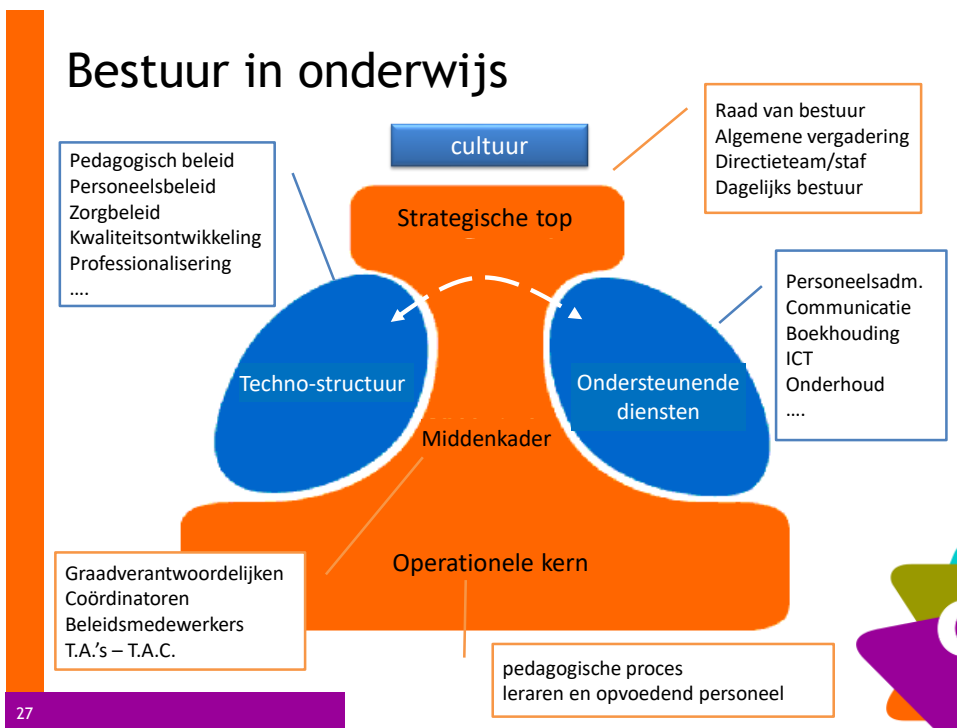 Bestuur in onderwijs
cultuur
Raad van bestuur
Algemene vergadering
Directieteam/staf
Dagelijks bestuur
Pedagogisch beleid
Personeelsbeleid
Zorgbeleid
Kwaliteitsontwikkeling
Professionalisering
....
Strategische top
Personeelsadm.
Communicatie
Boekhouding
ICT
Onderhoud
....
Techno-structuur
Ondersteunende
diensten
Middenkader
Operationele kern
Graadverantwoordelijken
Coördinatoren
Beleidsmedewerkers
T.A.’s – T.A.C.
pedagogische proces
leraren en opvoedend personeel
27